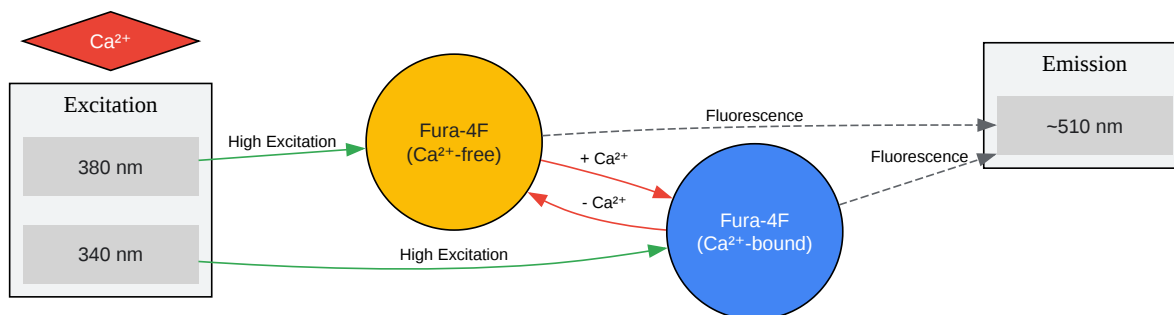 Ca²⁺
Excitation
380 nm
340 nm
High Excitation
High Excitation
Fura-4F
(Ca²⁺-free)
+ Ca²⁺
- Ca²⁺
Fura-4F
(Ca²⁺-bound)
Fluorescence
Fluorescence
Emission
~510 nm